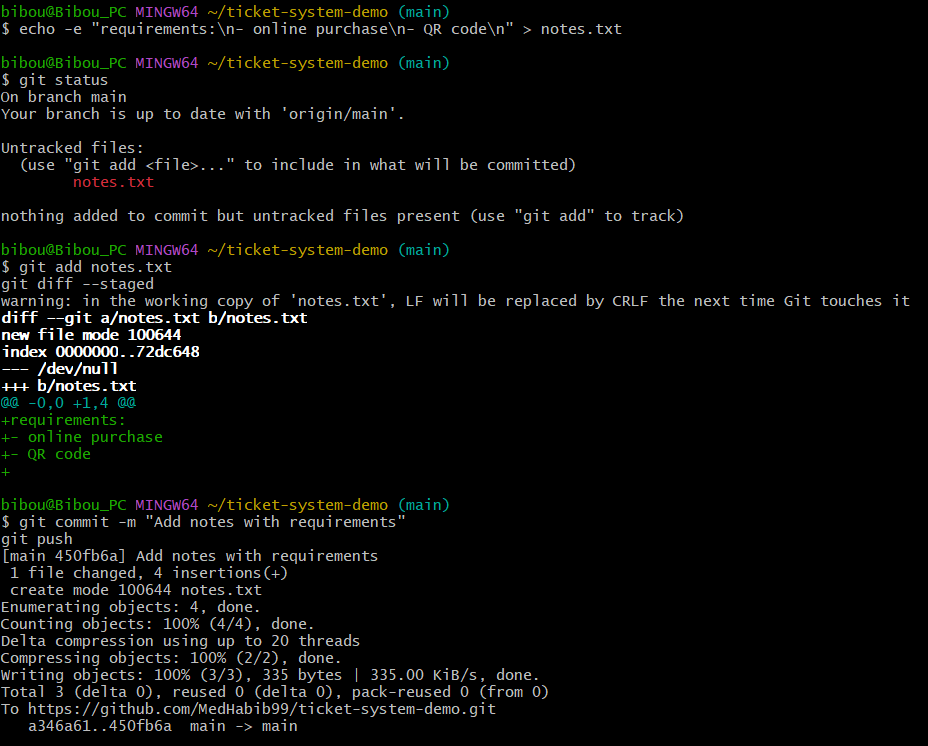 bibou@Bibou_PC MINGW64 ~/ticket-system-demo (main)
$ echo -e "requirements:\n- online purchase\n- QR code\n" > notes.txt
bibou@Bibou_PC MINGW64 ~/ticket-system-demo (main)
$ git status
On branch main
Your branch is up to date with 'origin/main'.
Untracked files:
  (use "git add <file>..." to include in what will be committed)
        notes.txt
nothing added to commit but untracked files present (use "git add" to track)
bibou@Bibou_PC MINGW64 ~/ticket-system-demo (main)
$ git add notes.txt
git diff --staged
warning: in the working copy of 'notes.txt', LF will be replaced by CRLF the next time Git touches it
diff --git a/notes.txt b/notes.txt
new file mode 100644
index 0000000..72dc648
--- /dev/null
+++ b/notes.txt
@@ -0,0 +1,4 @@
+requirements:
+- online purchase
+- QR code
+
bibou@Bibou_PC MINGW64 ~/ticket-system-demo (main)
$ git commit -m "Add notes with requirements"
git push
[main 450fb6a] Add notes with requirements
 1 file changed, 4 insertions(+)
 create mode 100644 notes.txt
Enumerating objects: 4, done.
Counting objects: 100% (4/4), done.
Delta compression using up to 20 threads
Compressing objects: 100% (2/2), done.
Writing objects: 100% (3/3), 335 bytes | 335.00 KiB/s, done.
Total 3 (delta 0), reused 0 (delta 0), pack-reused 0 (from 0)
To https://github.com/MedHabib99/ticket-system-demo.git
   a346a61..450fb6a  main -> main